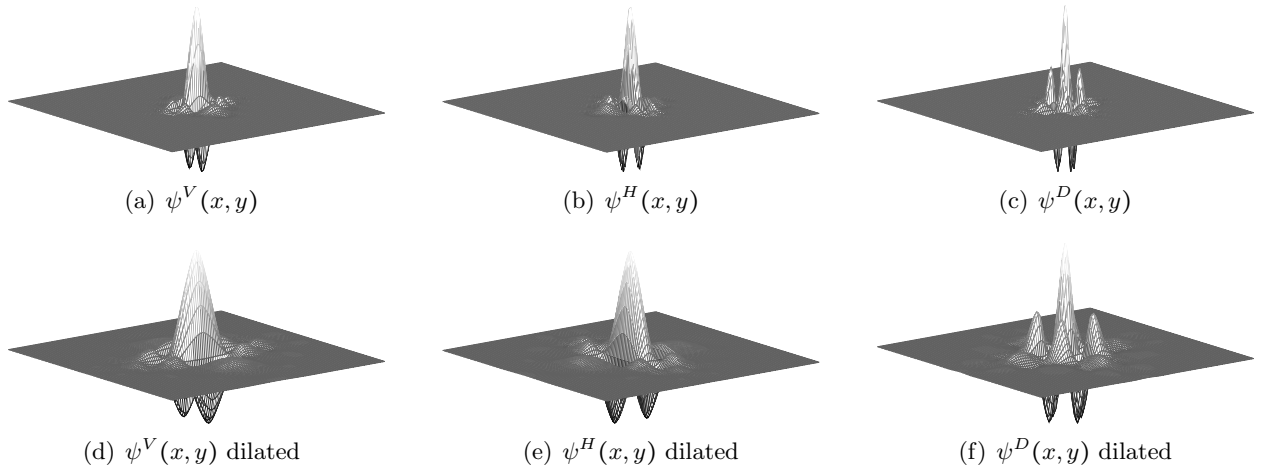 (a) ψ^V(x, y)
(b) ψ^H(x, y)
(c) ψ^D(x, y)
(d) ψ^V(x, y) dilated
(e) ψ^H(x, y) dilated
(f) ψ^D(x, y) dilated